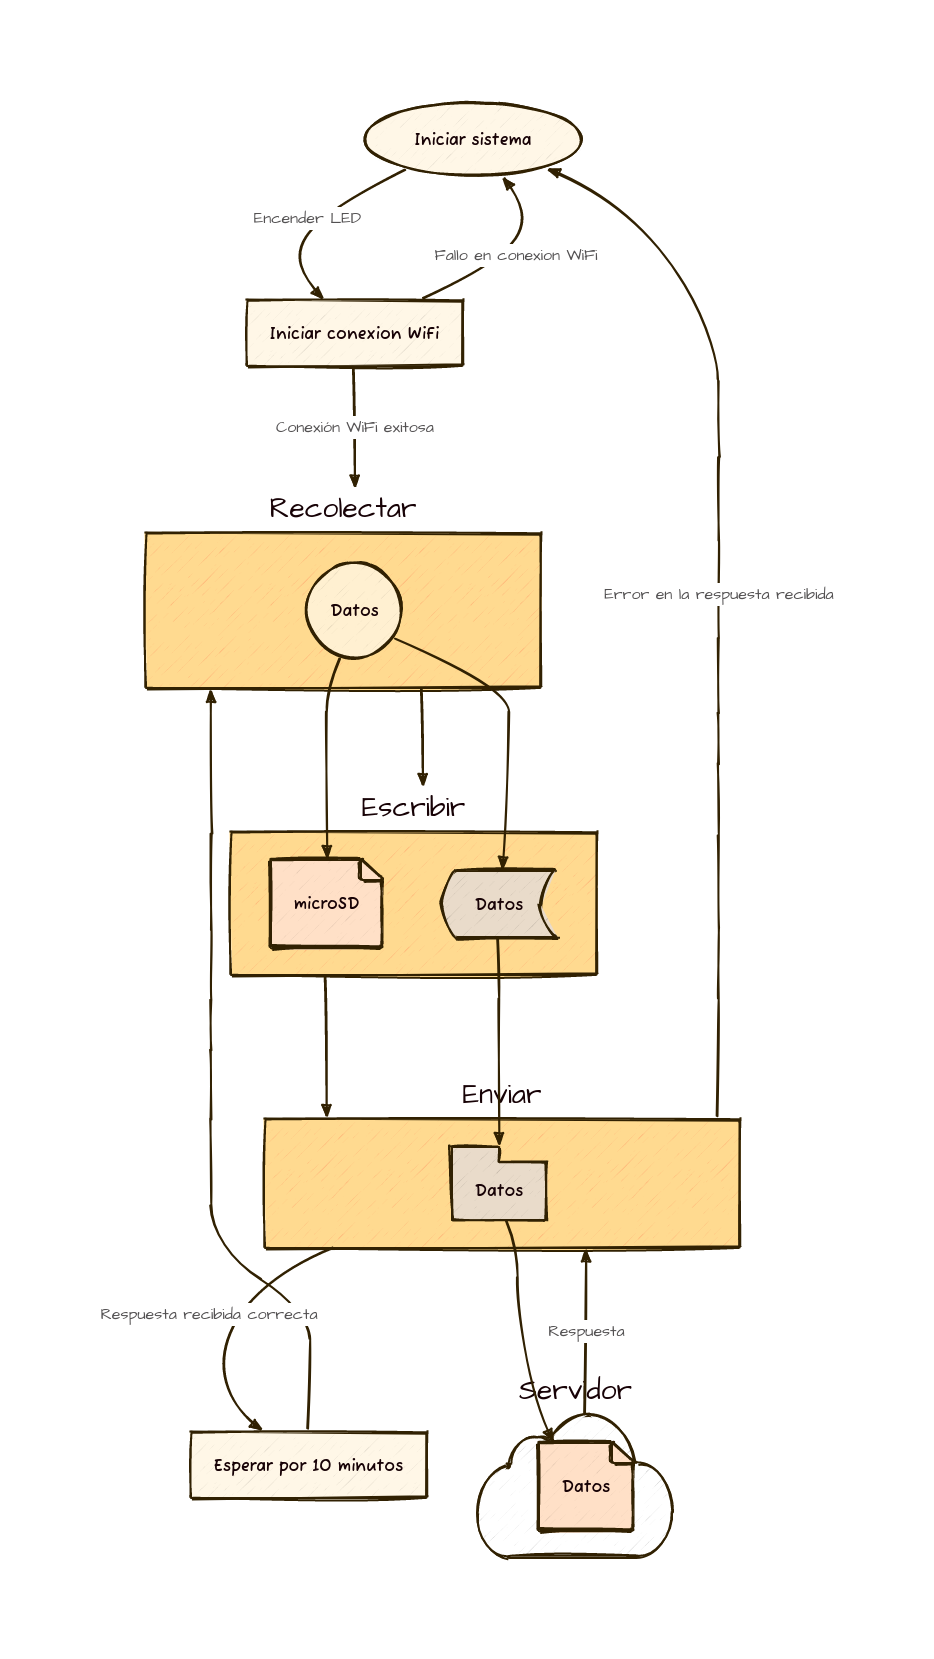 Iniciar sistema
Encender LED
Fallo en conexion WiFi
Iniciar conexion WiFi
Conexión WiFi exitosa
Recolectar
Error en la respuesta recibida
Datos
Escribir
microSD
Datos
Enviar
Datos
Respuesta recibida correcta
Respuesta
Servidor
Esperar por 10 minutos
Datos